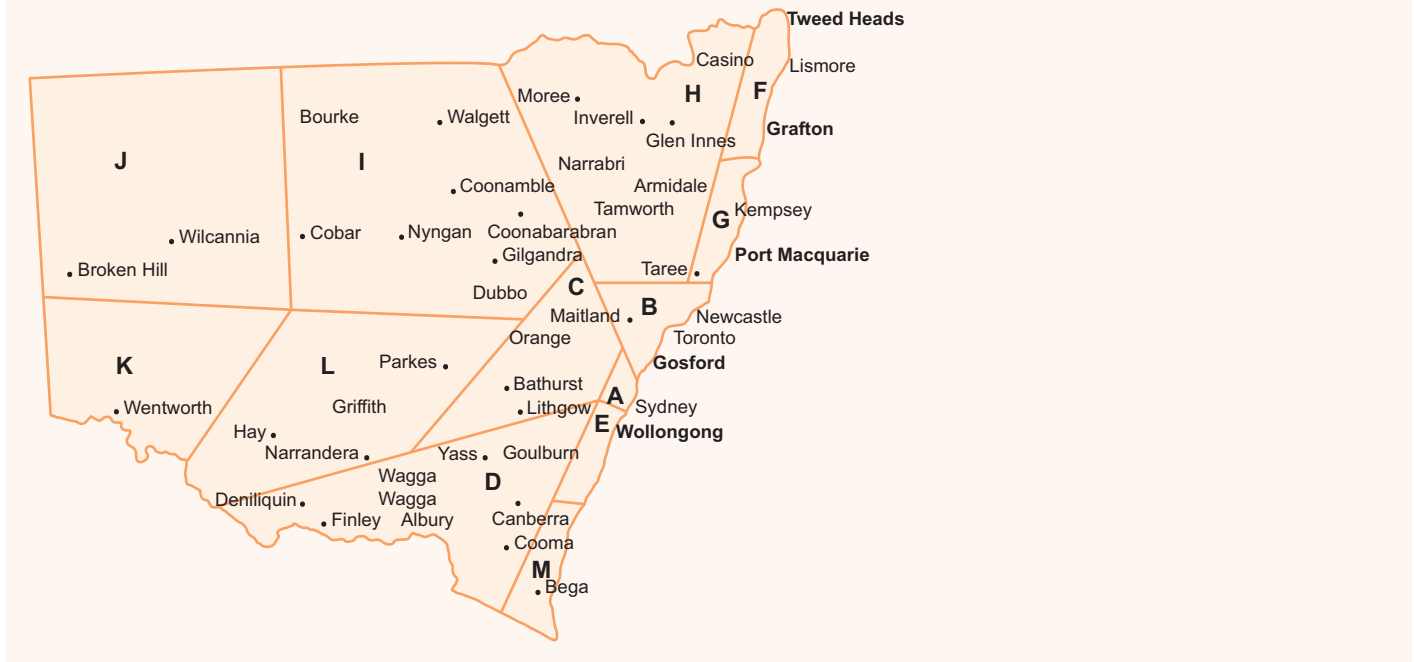 Tweed Heads
Casino
Lismore
H
F
Moree
Inverell
Bourke
Walgett
Grafton
Glen Innes
J
I
Narrabri
Coonamble
Armidale
Tamworth
G
Kempsey
Wilcannia
Cobar
Nyngan
Coonabarabran
Gilgandra
Port Macquarie
Broken Hill
Taree
Dubbo
C
B
Maitland
Newcastle
Orange
Toronto
K
L
Parkes
Gosford
Bathurst
A
Wentworth
Griffith
Lithgow
Sydney
E
Wollongong
Hay
Narrandera
Yass
Goulburn
Wagga
Wagga
D
Deniliquin
Finley
Albury
Canberra
Cooma
M
Bega